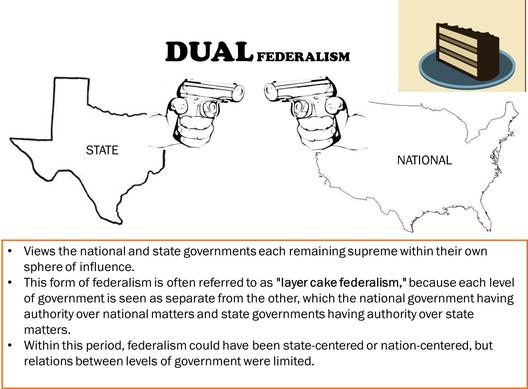 DUAL FEDERALISM
STATE
NATIONAL
• Views the national and state governments each remaining supreme within their own
sphere of influence.
• This form of federalism is often referred to as "layer cake federalism," because each level
of government is seen as separate from the other, which the national government having
authority over national matters and state governments having authority over state
matters.
• Within this period, federalism could have been state-centered or nation-centered, but
relations between levels of government were limited.